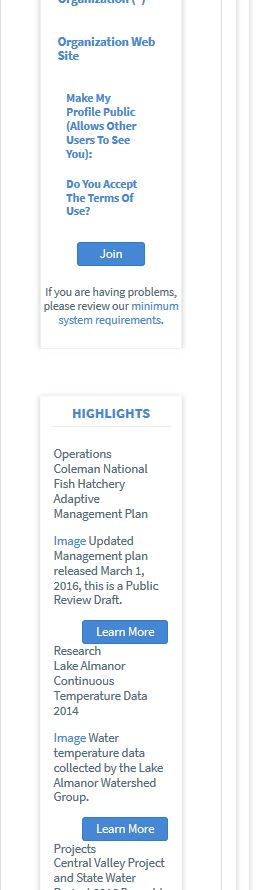 Organization (*)
Organization Web
Site
Make My
Profile Public
(Allows Other
Users To See
You):
Do You Accept
The Terms Of
Use?
Join
If you are having problems,
please review our minimum
system requirements.
HIGHLIGHTS
Operations
Coleman National
Fish Hatchery
Adaptive
Management Plan
Image Updated
Management plan
released March 1,
2016, this is a Public
Review Draft.
Learn More
Research
Lake Almanor
Continuous
Temperature Data
2014
Image Water
temperature data
collected by the Lake
Almanor Watershed
Group.
Learn More
Projects
Central Valley Project
and State Water